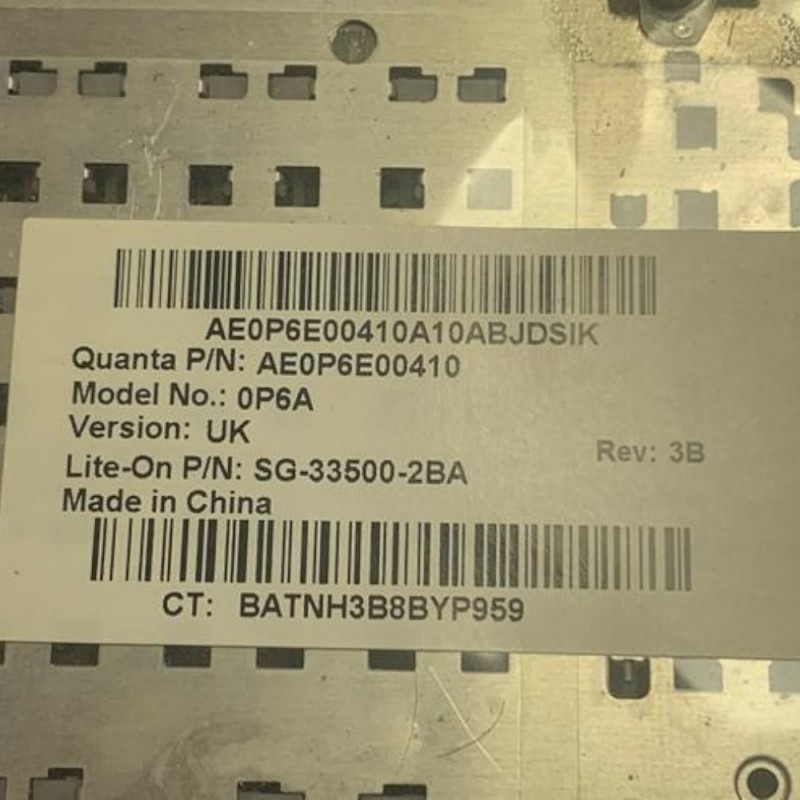 AE0P6E00410A10ABJDSIK
Quanta P/N: AE0P6E00410
Model No.: 0P6A
Version: UK
Rev: 3B
Lite-On P/N: SG-33500-2BA
Made in China
CT: BATNH3B8BYP959